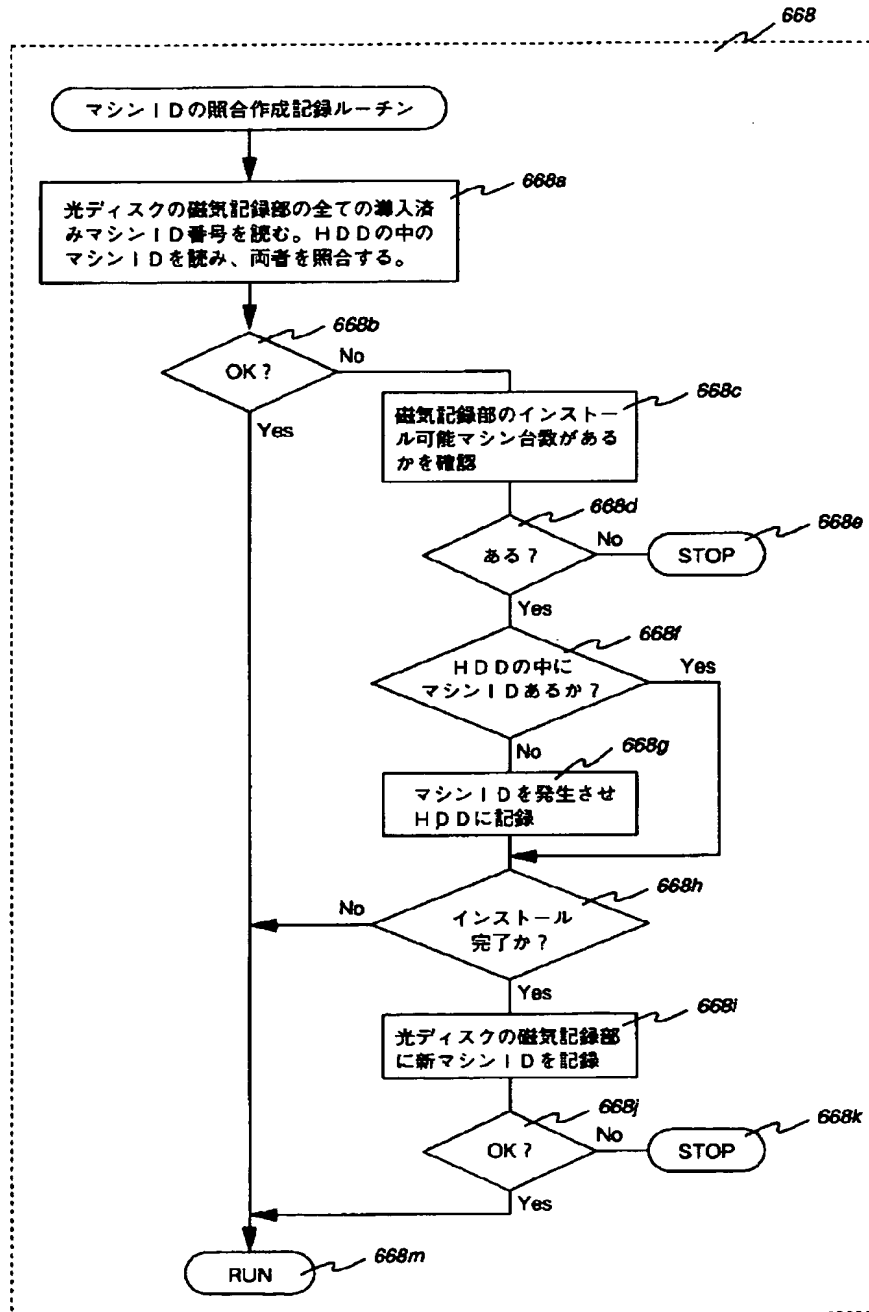 668
マシンＩＤの照合作成記録ルーチン
668a
光ディスクの磁気記録部の全ての導入済
みマシンＩＤ番号を読む。ＨＤＤの中の
マシンＩＤを読み、両者を照合する。
668b
OK？
No
Yes
668c
磁気記録部のインストー
ル可能マシン台数がある
かを確認
668d
ある？
No
668e
STOP
Yes
668f
ＨＤＤの中に
マシンＩＤあるか？
Yes
No
668g
マシンＩＤを発生させ
ＨＤＤに記録
668h
No
インストール
完了か？
Yes
668i
光ディスクの磁気記録部
に新マシンＩＤを記録
668j
OK？
No
668k
STOP
Yes
668m
RUN